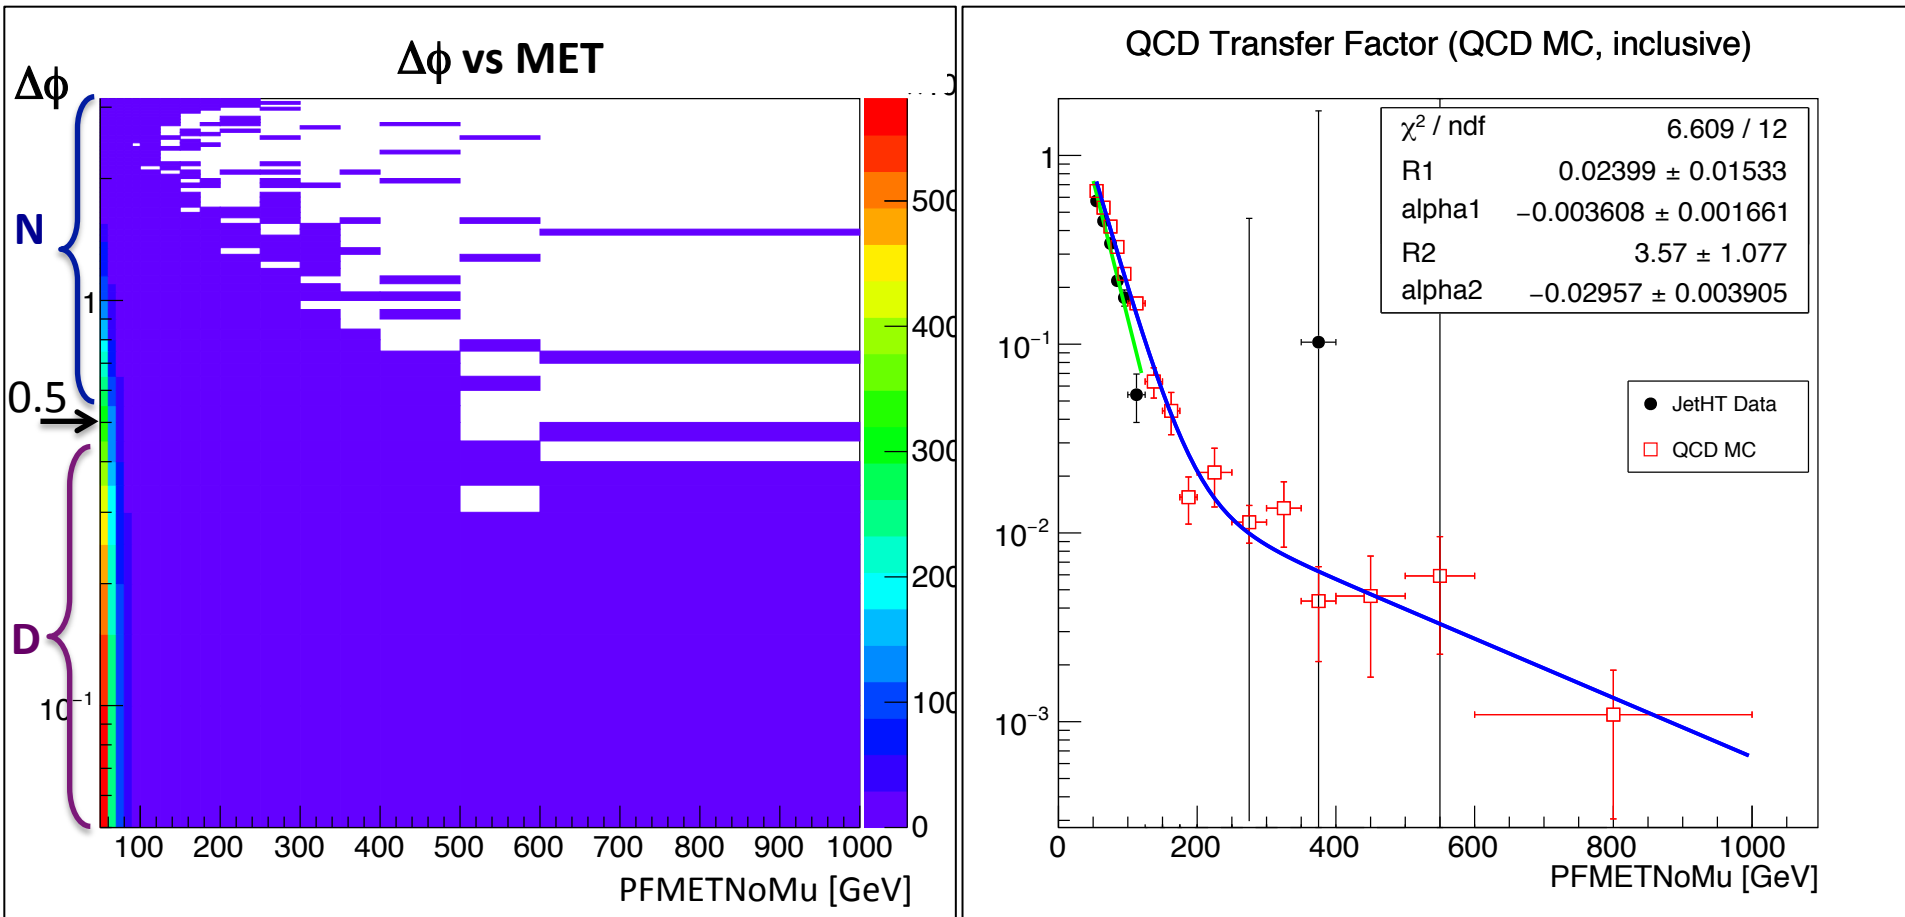 Δϕ vs MET
Δϕ
N
1
0.5
D
10⁻¹
500
400
300
200
100
0
100 200 300 400 500 600 700 800 900 1000
PFMETNoMu [GeV]
QCD Transfer Factor (QCD MC, inclusive)
χ² / ndf 6.609 / 12
R1 0.02399 ± 0.01533
alpha1 −0.003608 ± 0.001661
R2 3.57 ± 1.077
alpha2 −0.02957 ± 0.003905
JetHT Data
QCD MC
1
10⁻¹
10⁻²
10⁻³
0 200 400 600 800 1000
PFMETNoMu [GeV]